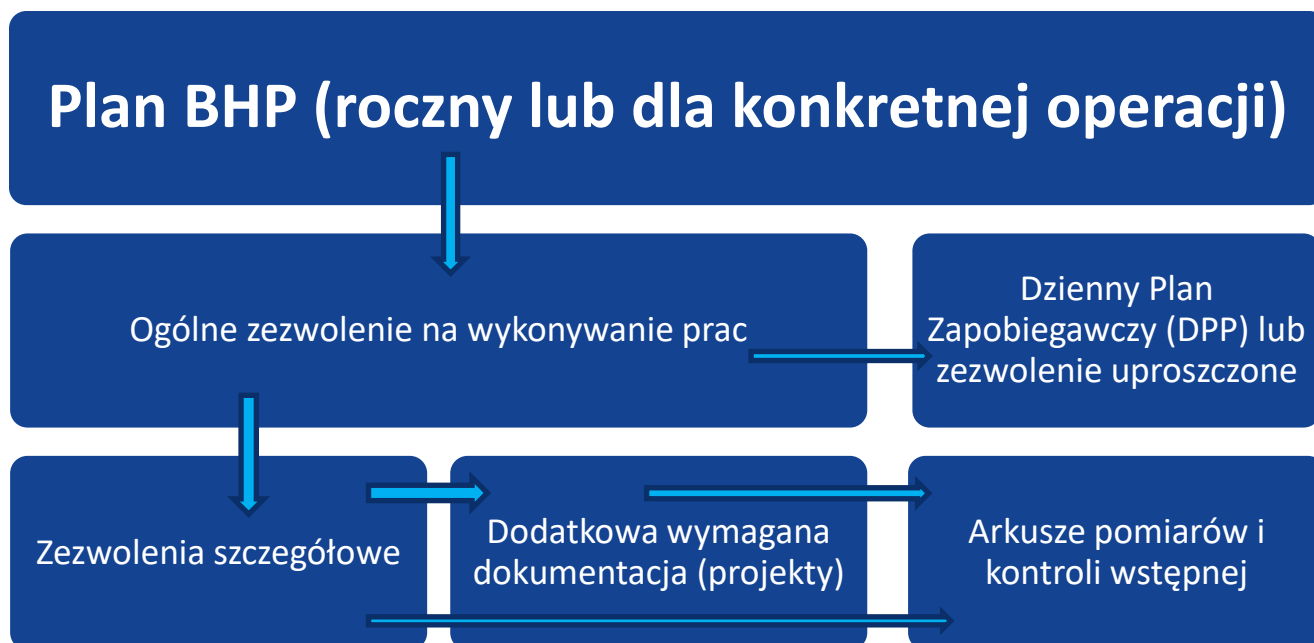 Plan BHP (roczny lub dla konkretnej operacji)
Ogólne zezwolenie na wykonywanie prac
Dzienny Plan
Zapobiegawczy (DPP) lub
zezwolenie uproszczone
Zezwolenia szczegółowe
Dodatkowa wymagana
dokumentacja (projekty)
Arkusze pomiarów i
kontroli wstępnej